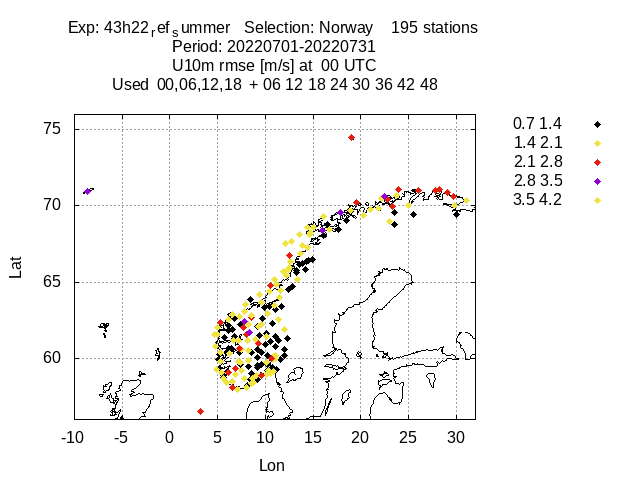 Exp: 43h22refsummer Selection: Norway 195 stations
Period: 20220701-20220731
U10m rmse [m/s] at 00 UTC
Used 00,06,12,18 + 06 12 18 24 30 36 42 48
0.7 1.4
1.4 2.1
2.1 2.8
2.8 3.5
3.5 4.2
75
70
65
60
Lat
-10 -5 0 5 10 15 20 25 30
Lon